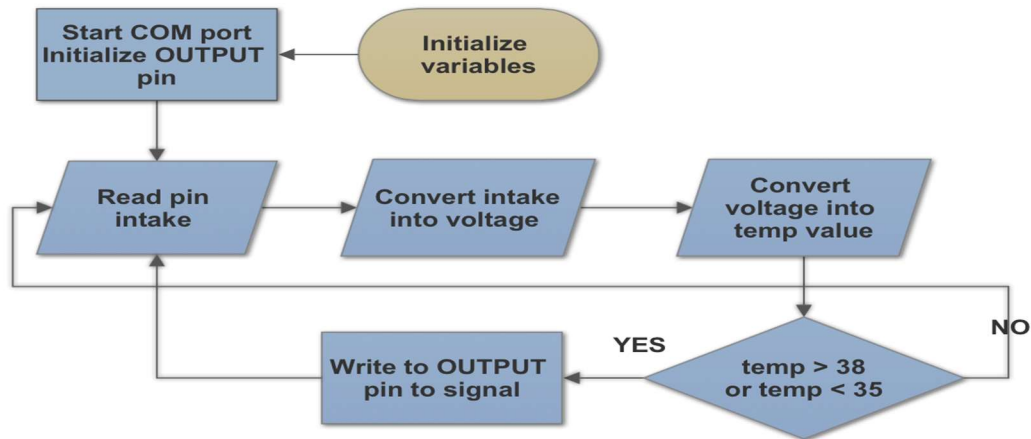 Start COM port
Initialize OUTPUT
pin
Initialize
variables
Read pin
intake
Convert intake
into voltage
Convert
voltage into
temp value
NO
YES
temp > 38
or temp < 35
Write to OUTPUT
pin to signal